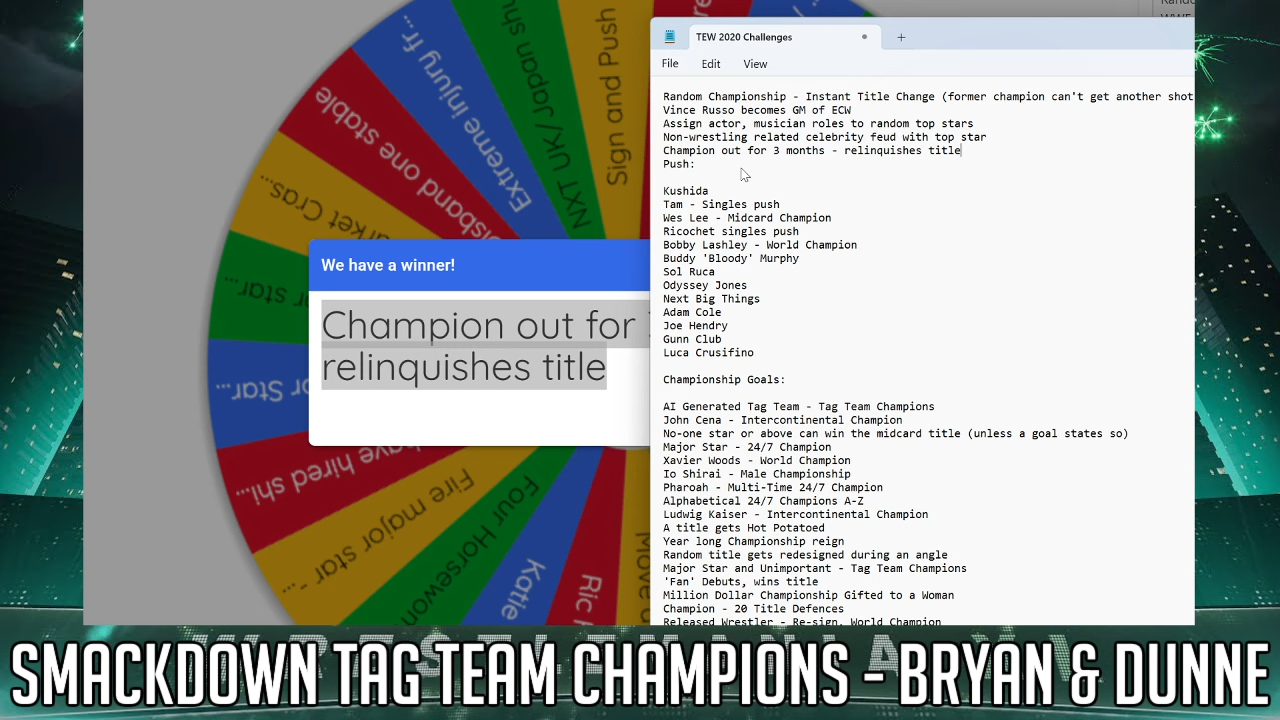 TEW 2020 Challenges
File Edit View
Random Championship - Instant Title Change (former champion can't get another shot
Vince Russo becomes GM of ECW
Assign actor, musician roles to random top stars
Non-wrestling related celebrity feud with top star
Champion out for 3 months - relinquishes title
Push:
Kushida
Tam - Singles push
Wes Lee - Midcard Champion
Ricochet singles push
Bobby Lashley - World Champion
Buddy 'Bloody' Murphy
Sol Ruca
Odyssey Jones
Next Big Things
Adam Cole
Joe Hendry
Gunn Club
Luca Crusifino
Championship Goals:
AI Generated Tag Team - Tag Team Champions
John Cena - Intercontinental Champion
No-one star or above can win the midcard title (unless a goal states so)
Major Star - 24/7 Champion
Xavier Woods - World Champion
Io Shirai - Male Championship
Pharoah - Multi-Time 24/7 Champion
Alphabetical 24/7 Champions A-Z
Ludwig Kaiser - Intercontinental Champion
A title gets Hot Potatoed
Year long Championship reign
Random title gets redesigned during an angle
Major Star and Unimportant - Tag Team Champions
'Fan' Debuts, wins title
Million Dollar Championship Gifted to a Woman
Champion - 20 Title Defences
Released Wrestler - Re-sign, World Champion
We have a winner!
Champion out for
relinquishes title
Sign and Push
NXT UK/Japan
Extreme injury fr...
one stable
Fire major star
Four
Katie
Ric
SMACKDOWN TAG TEAM CHAMPIONS - BRYAN & DUNNE